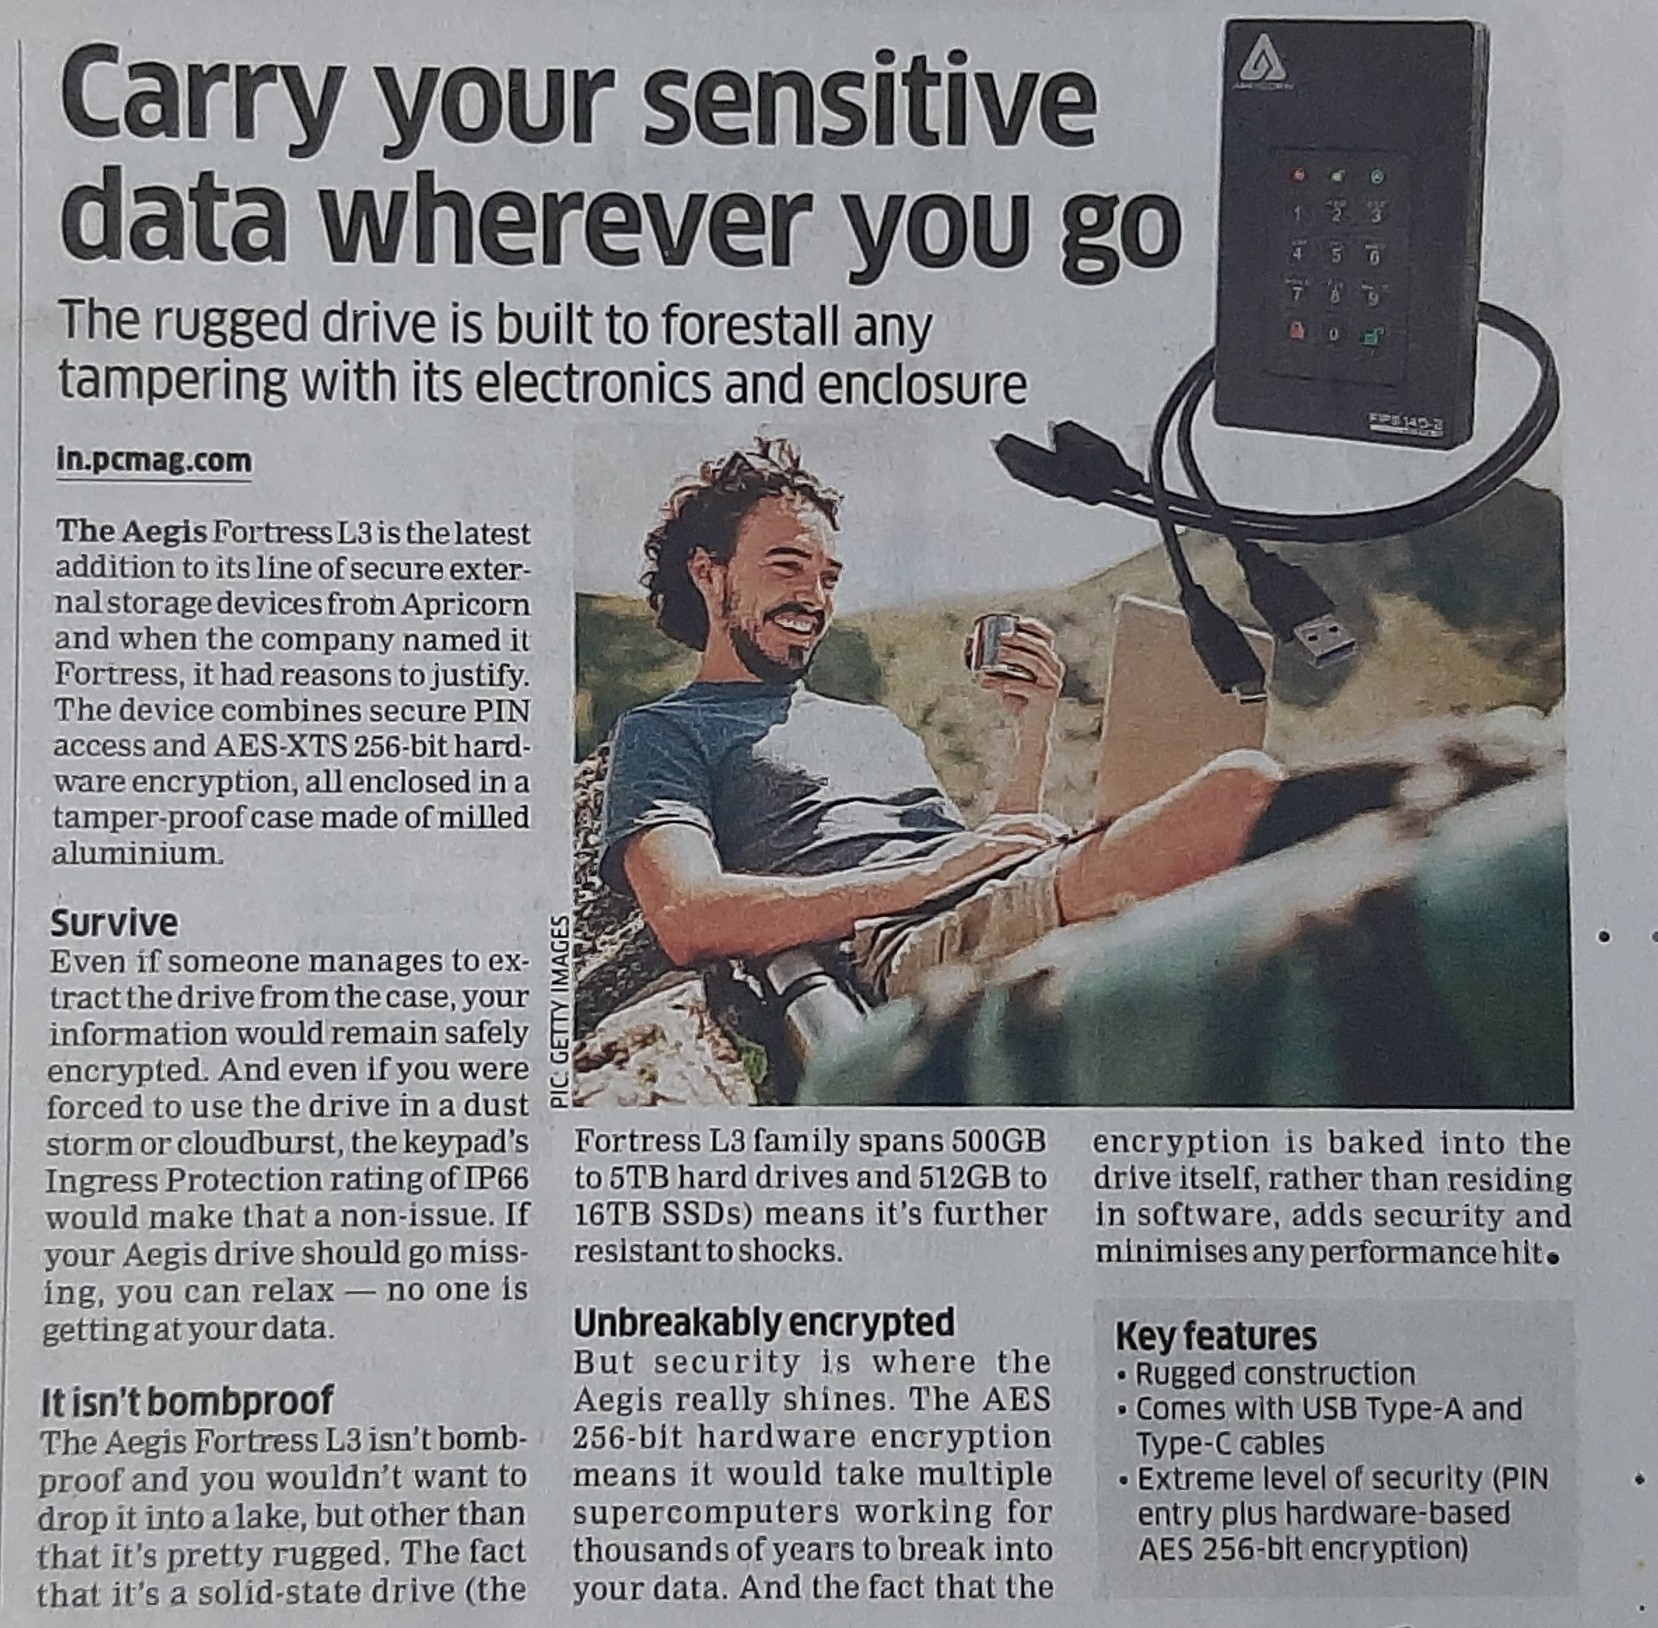 Carry your sensitive
data wherever you go
The rugged drive is built to forestall any
tampering with its electronics and enclosure
in.pcmag.com
The Aegis Fortress L3 is the latest
addition to its line of secure exter-
nal storage devices from Apricorn
and when the company named it
Fortress, it had reasons to justify.
The device combines secure PIN
access and AES-XTS 256-bit hard-
ware encryption, all enclosed in a
tamper-proof case made of milled
aluminium.
Survive
Even if someone manages to ex-
tract the drive from the case, your
information would remain safely
encrypted. And even if you were
forced to use the drive in a dust
storm or cloudburst, the keypad's
Ingress Protection rating of IP66
would make that a non-issue. If
your Aegis drive should go miss-
ing, you can relax — no one is
getting at your data.
It isn't bombproof
The Aegis Fortress L3 isn't bomb-
proof and you wouldn't want to
drop it into a lake, but other than
that it's pretty rugged. The fact
that it's a solid-state drive (the
Fortress L3 family spans 500GB
to 5TB hard drives and 512GB to
16TB SSDs) means it's further
resistant to shocks.
Unbreakably encrypted
But security is where the
Aegis really shines. The AES
256-bit hardware encryption
means it would take multiple
supercomputers working for
thousands of years to break into
your data. And the fact that the
encryption is baked into the
drive itself, rather than residing
in software, adds security and
minimises any performance hit●
Key features
• Rugged construction
• Comes with USB Type-A and
Type-C cables
• Extreme level of security (PIN
entry plus hardware-based
AES 256-bit encryption)
PIC: GETTY IMAGES
APRICORN
1 2 3
4 5 6
7 8 9
0
FIPS 140-2